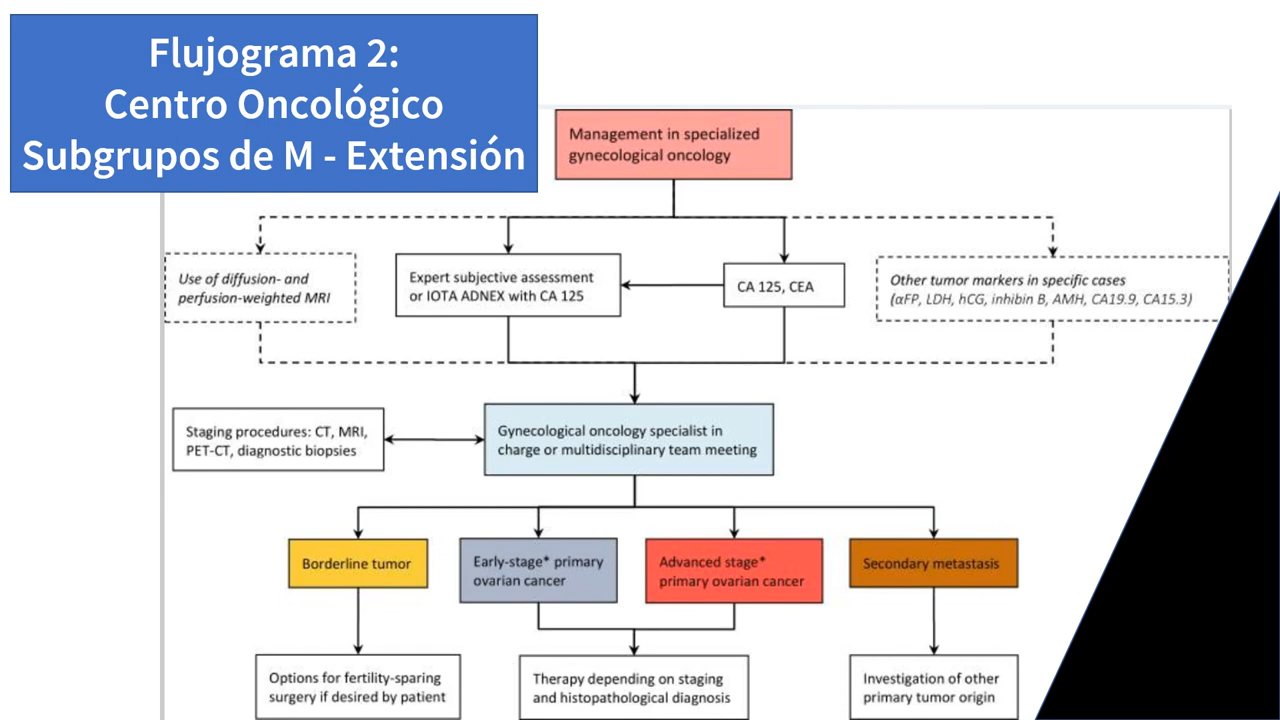 Flujograma 2:
Centro Oncológico
Subgrupos de M - Extensión
Management in specialized
gynecological oncology
Use of diffusion- and
perfusion-weighted MRI
Expert subjective assessment
or IOTA ADNEX with CA 125
CA 125, CEA
Other tumor markers in specific cases
(αFP, LDH, hCG, inhibin B, AMH, CA19.9, CA15.3)
Staging procedures: CT, MRI,
PET-CT, diagnostic biopsies
Gynecological oncology specialist in
charge or multidisciplinary team meeting
Borderline tumor
Early-stage* primary
ovarian cancer
Advanced stage*
primary ovarian cancer
Secondary metastasis
Options for fertility-sparing
surgery if desired by patient
Therapy depending on staging
and histopathological diagnosis
Investigation of other
primary tumor origin